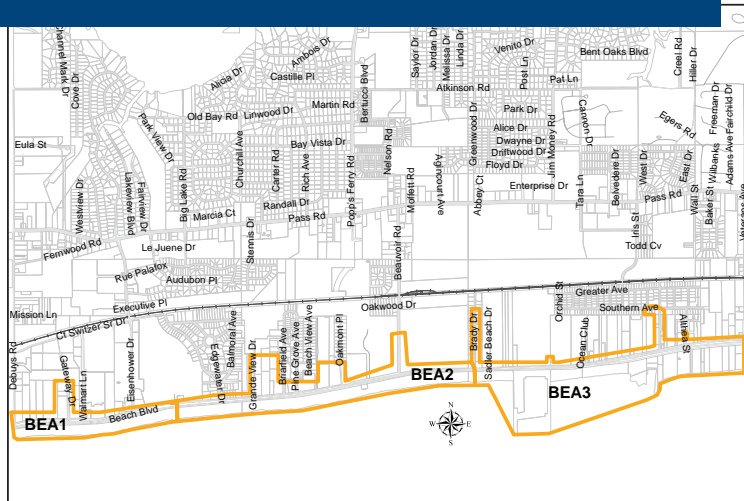 Channel Mark Dr
Cove Dr
Alicia Dr
Ambois Dr
Castille Pl
Bertucci Blvd
Saylor Dr
Jordan Dr
Melissa Dr
Linda Dr
Venito Dr
Post Ln
Bent Oaks Blvd
Creel Rd
Hiller Dr
Pat Ln
Atkinson Rd
Old Bay Rd
Linwood Dr
Martin Rd
Park View Dr
Churchill Ave
Bay Vista Dr
Nelson Rd
Greenwood Dr
Park Dr
Alice Dr
Dwayne Dr
Driftwood Dr
Floyd Dr
Jim Money Rd
Cannon Dr
Egers Rd
Freeman Dr
Fairchild Dr
Eula St
Westview Dr
Lakeview Blvd
Fairview Dr
Big Lake Rd
Carter Rd
Rich Ave
Popp's Ferry Rd
Moffett Rd
Agincourt Ave
Abbey Ct
Enterprise Dr
Tara Ln
Belvedere Dr
West Dr
East Dr
Wall St
Baker St
Wilbanks
Adams Ave
Veterans Ave
Marcia Ct
Randall Dr
Pass Rd
Pass Rd
Fernwood Rd
Le Juene Dr
Stennis Dr
Beauvoir Rd
Iris St
Todd Cv
Rue Palafox
Audubon Pl
Mission Ln
Executive Pl
Oakwood Dr
Orchid St
Greater Ave
Southern Ave
Ct Switzer Sr Dr
Debuys Rd
Gateway Dr
Walmart Ln
Eisenhower Dr
Edgewater Dr
Balmoral Ave
Grande View Dr
Briarfield Ave
Pine Grove Ave
Beach View Ave
Oakmont Pl
Brady Dr
Sadler Beach Dr
Ocean Club
Althea St
Beach Blvd
BEA1
BEA2
BEA3
N
W
E
S